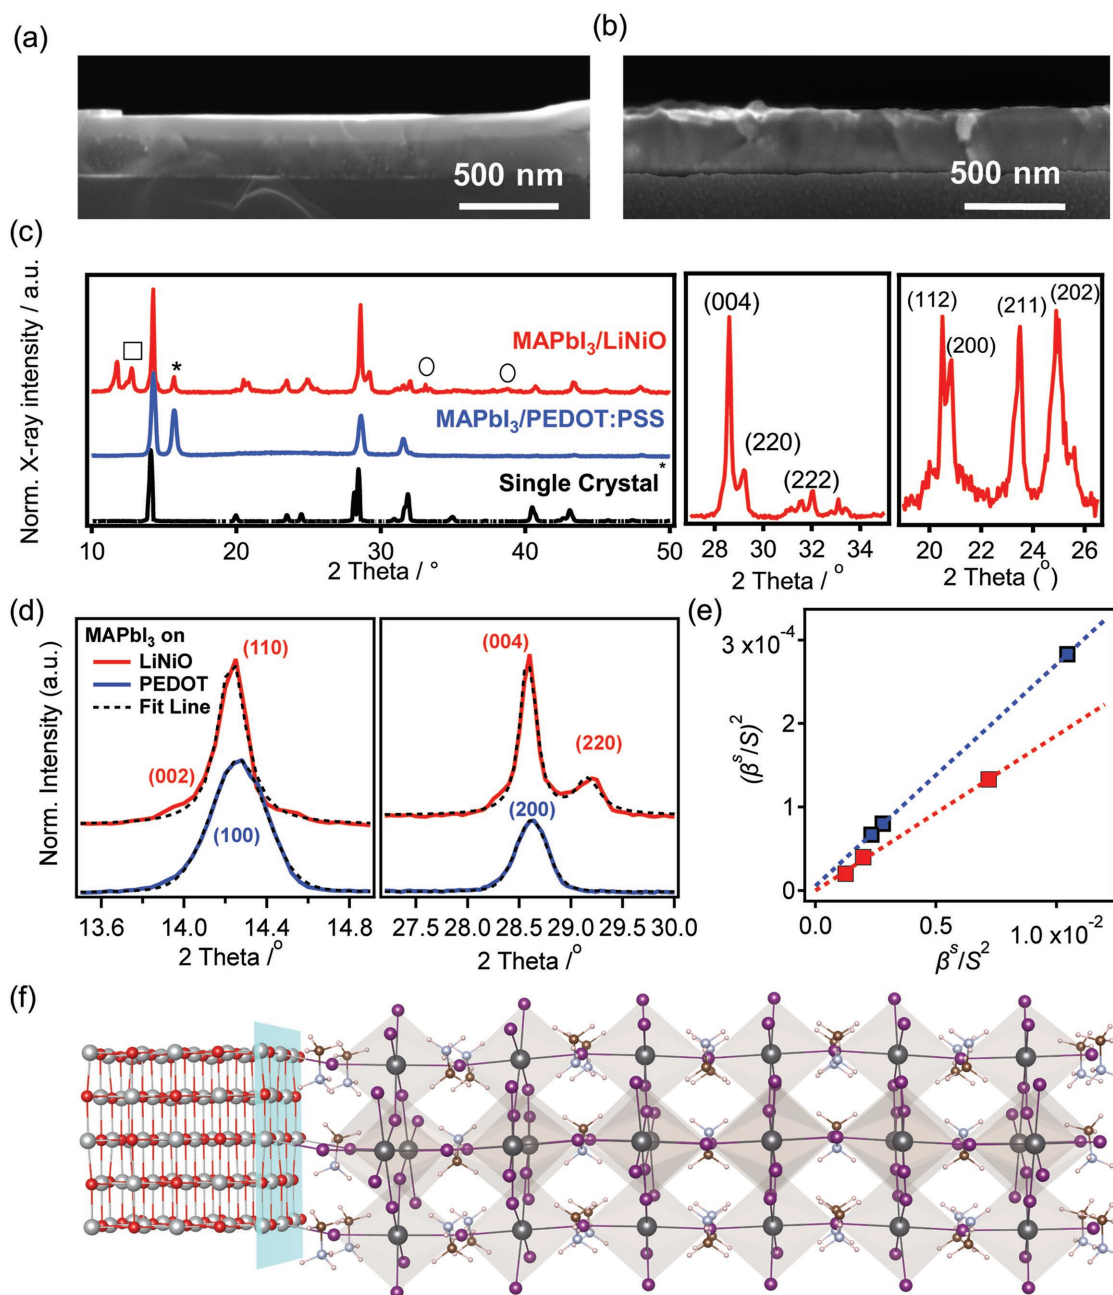 (a)
(b)
500 nm
500 nm
(c)
Norm. X-ray intensity / a.u.
MAPbI3/LiNiO
*
MAPbI3/PEDOT:PSS
Single Crystal*
10 20 30 40 50
2 Theta / °
(004)
(220)
(222)
28 30 32 34
2 Theta / °
(112)
(200)
(211)
(202)
20 22 24 26
2 Theta (°)
(d)
Norm. Intensity (a.u.)
MAPbI3 on
LiNiO
PEDOT
Fit Line
(110)
(002)
(100)
13.6 14.0 14.4 14.8
2 Theta /°
(004)
(220)
(200)
27.5 28.0 28.5 29.0 29.5 30.0
2 Theta /°
(e)
(βs/S)2
3 x10-4
2
1
0
0.0 0.5 1.0 x10-2
βs/S2
(f)